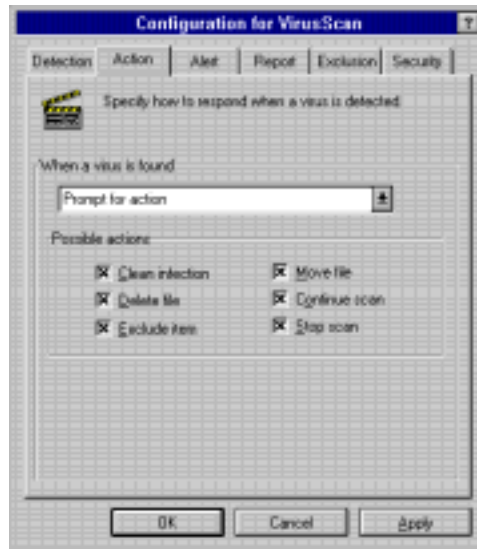 Configuration for VirusScan ?
Detection Action Alert Report Exclusion Security
Specify how to respond when a virus is detected.
When a virus is found
Prompt for action
Possible actions
Clean infection Move file
Delete file Continue scan
Exclude item Stop scan
OK Cancel Apply